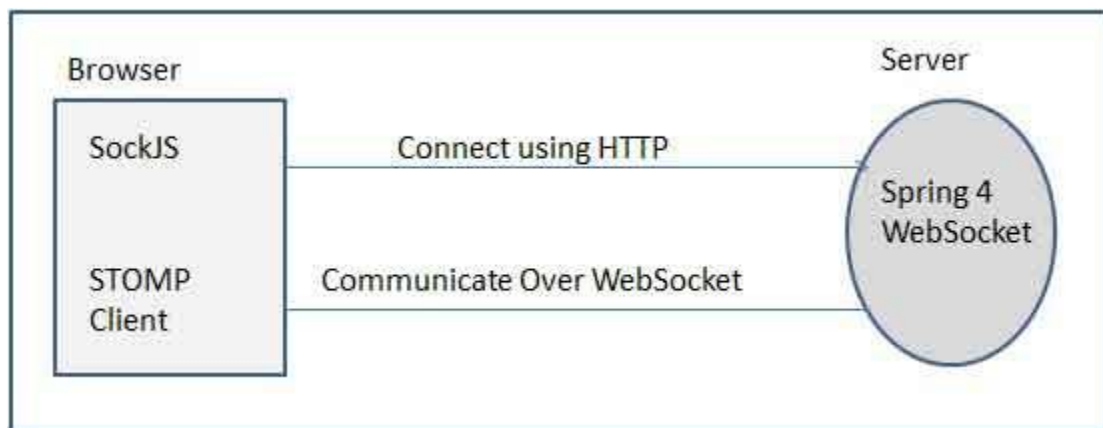 Browser
Server
SockJS
Connect using HTTP
Spring 4
WebSocket
STOMP
Client
Communicate Over WebSocket